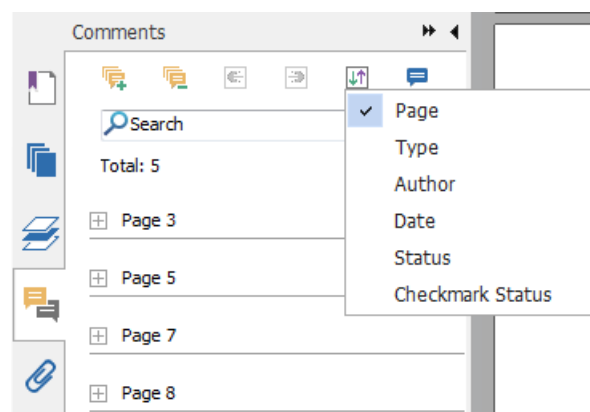 Comments
Search
Total: 5
Page 3
Page 5
Page 7
Page 8
Page
Type
Author
Date
Status
Checkmark Status